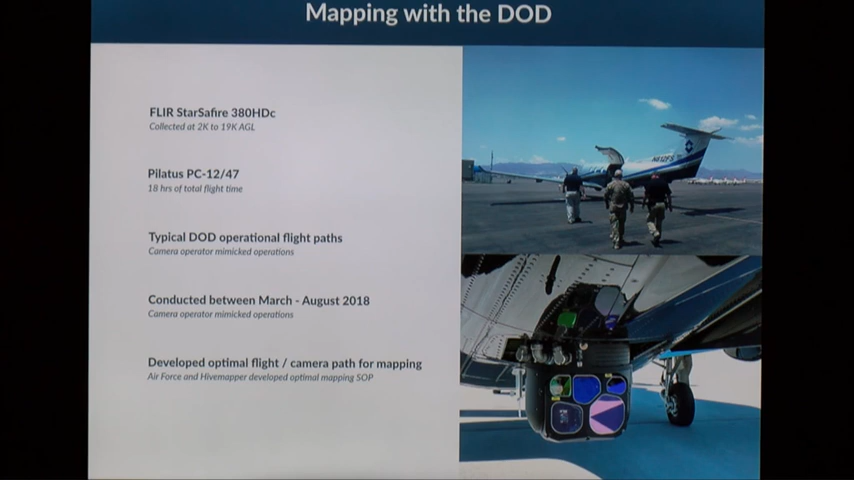 Mapping with the DOD
FLIR StarSafire 380HDc
Collected at 2K to 19K AGL
Pilatus PC-12/47
18 hrs of total flight time
Typical DOD operational flight paths
Camera operator mimicked operations
Conducted between March - August 2018
Camera operator mimicked operations
Developed optimal flight / camera path for mapping
Air Force and Hivemapper developed optimal mapping SOP
N612FS